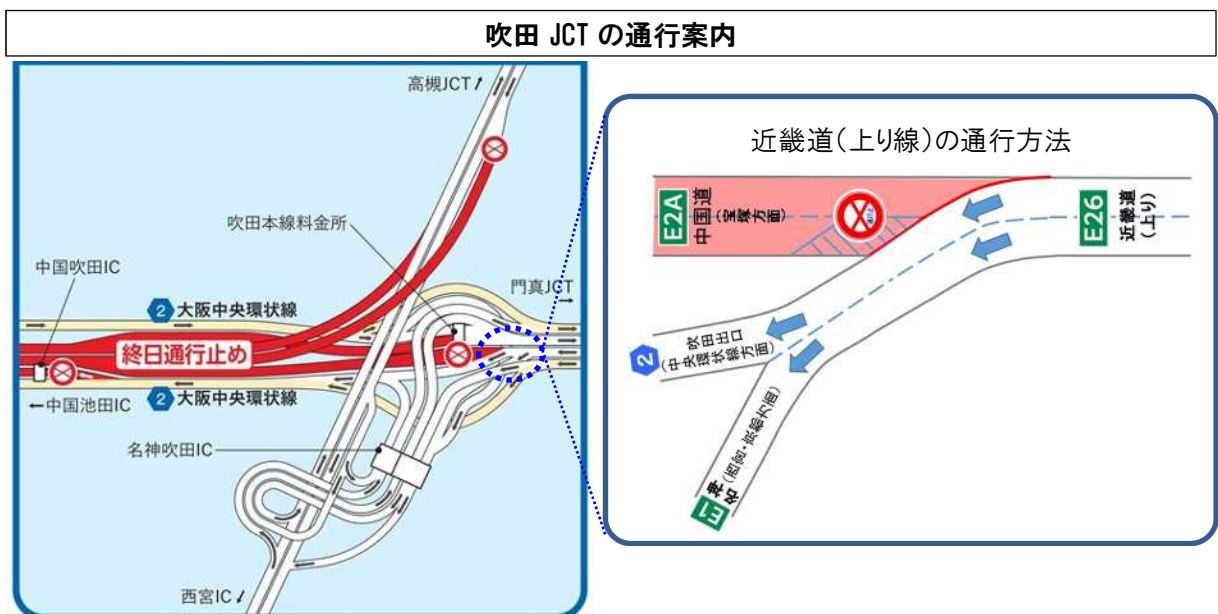 吹田 JCT の通行案内
高槻JCT
吹田本線料金所
中国吹田IC
門真JCT
2 大阪中央環状線
終日通行止め
中国池田IC
2 大阪中央環状線
名神吹田IC
西宮IC
近畿道（上り線）の通行方法
E2A
中国道
（宝塚方面）
E26
近畿道
（上り）
2
吹田出口
（中央環状線方面）
E1
名神
（西宮・京都方面）